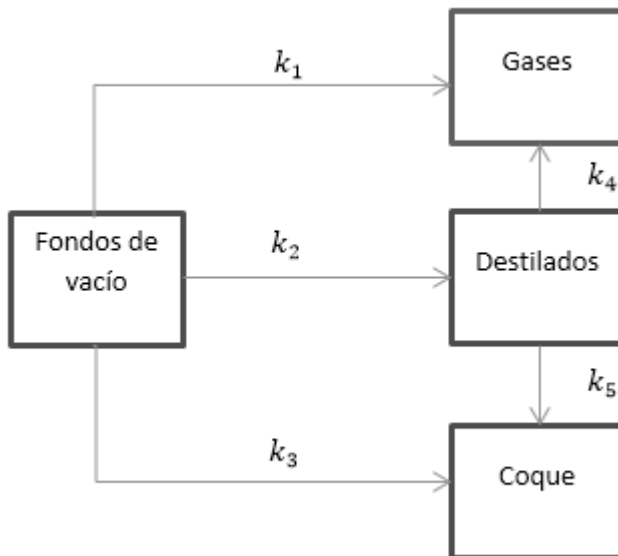 Gases
k₁
k₄
Fondos de
vacío
k₂
Destilados
k₅
k₃
Coque